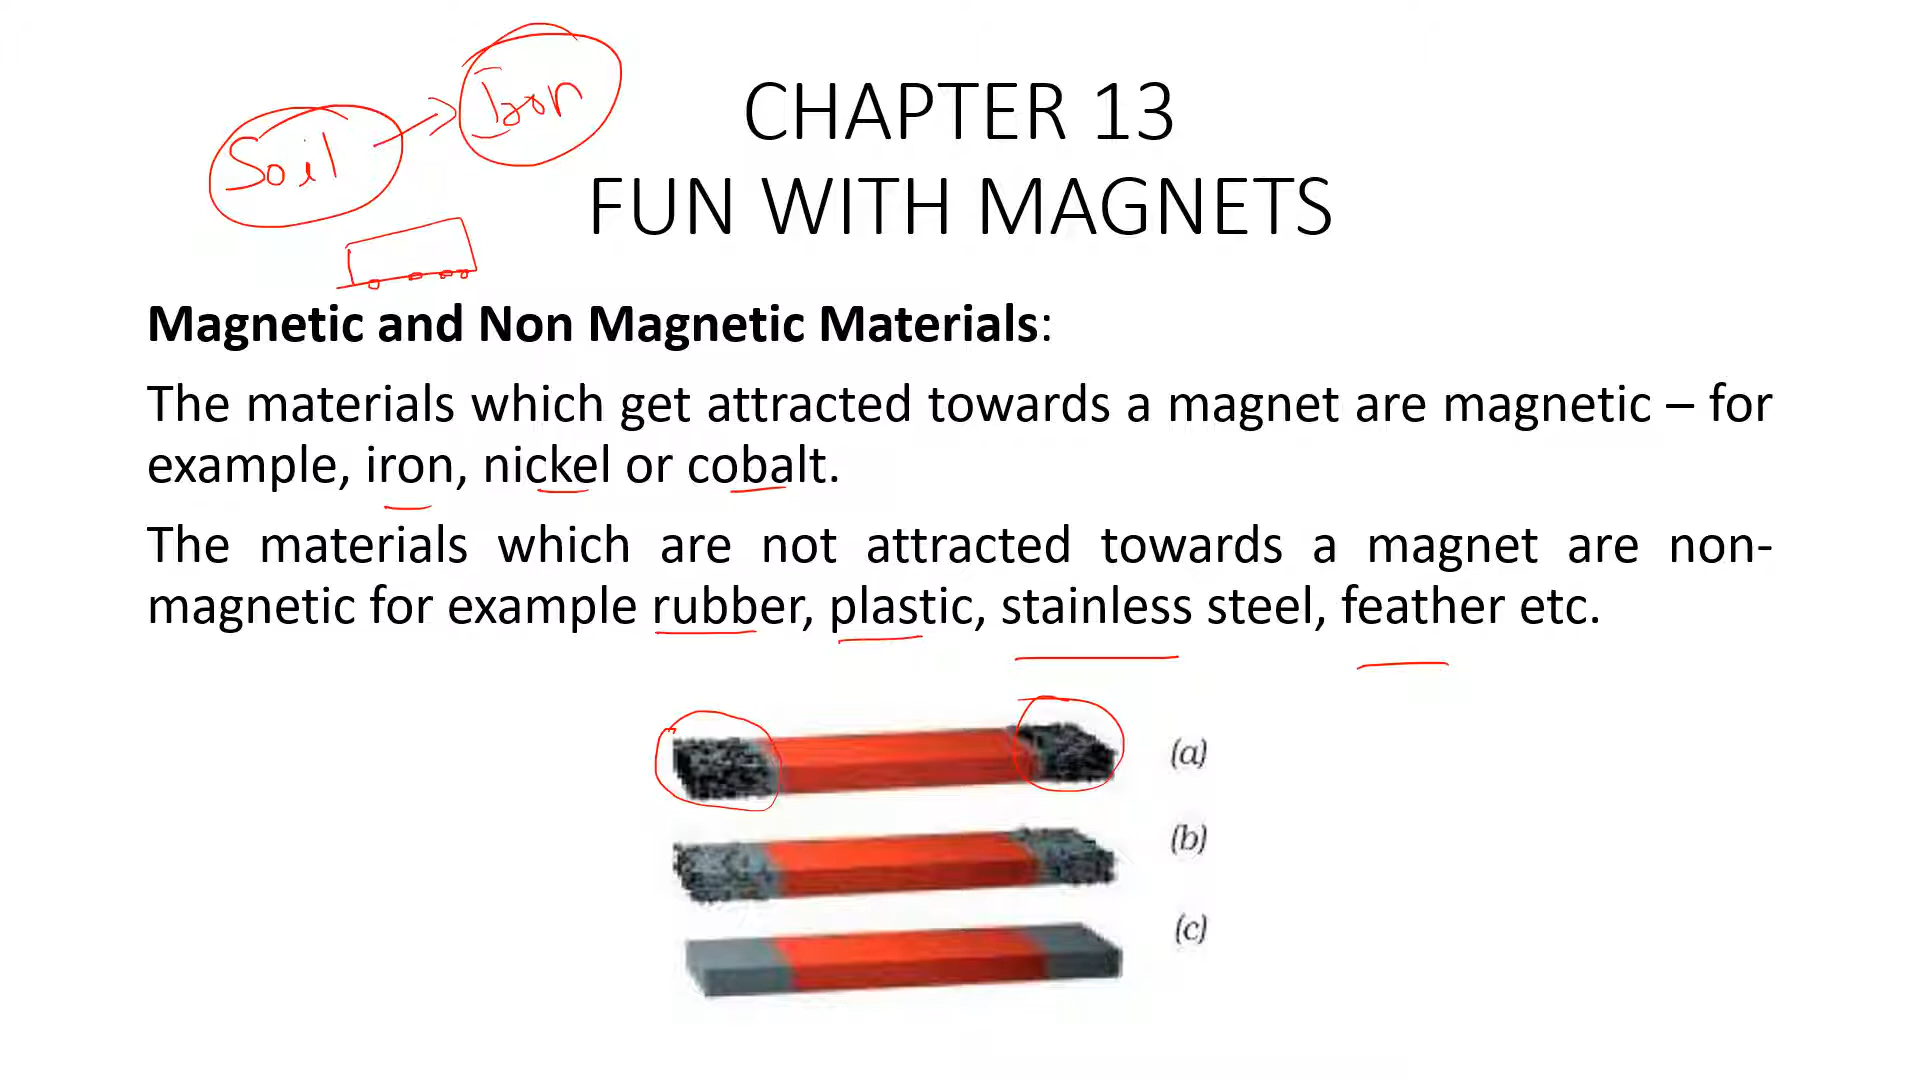 Iron
Soil
CHAPTER 13
FUN WITH MAGNETS
Magnetic and Non Magnetic Materials:
The materials which get attracted towards a magnet are magnetic – for
example, iron, nickel or cobalt.
The materials which are not attracted towards a magnet are non-
magnetic for example rubber, plastic, stainless steel, feather etc.
(a)
(b)
(c)